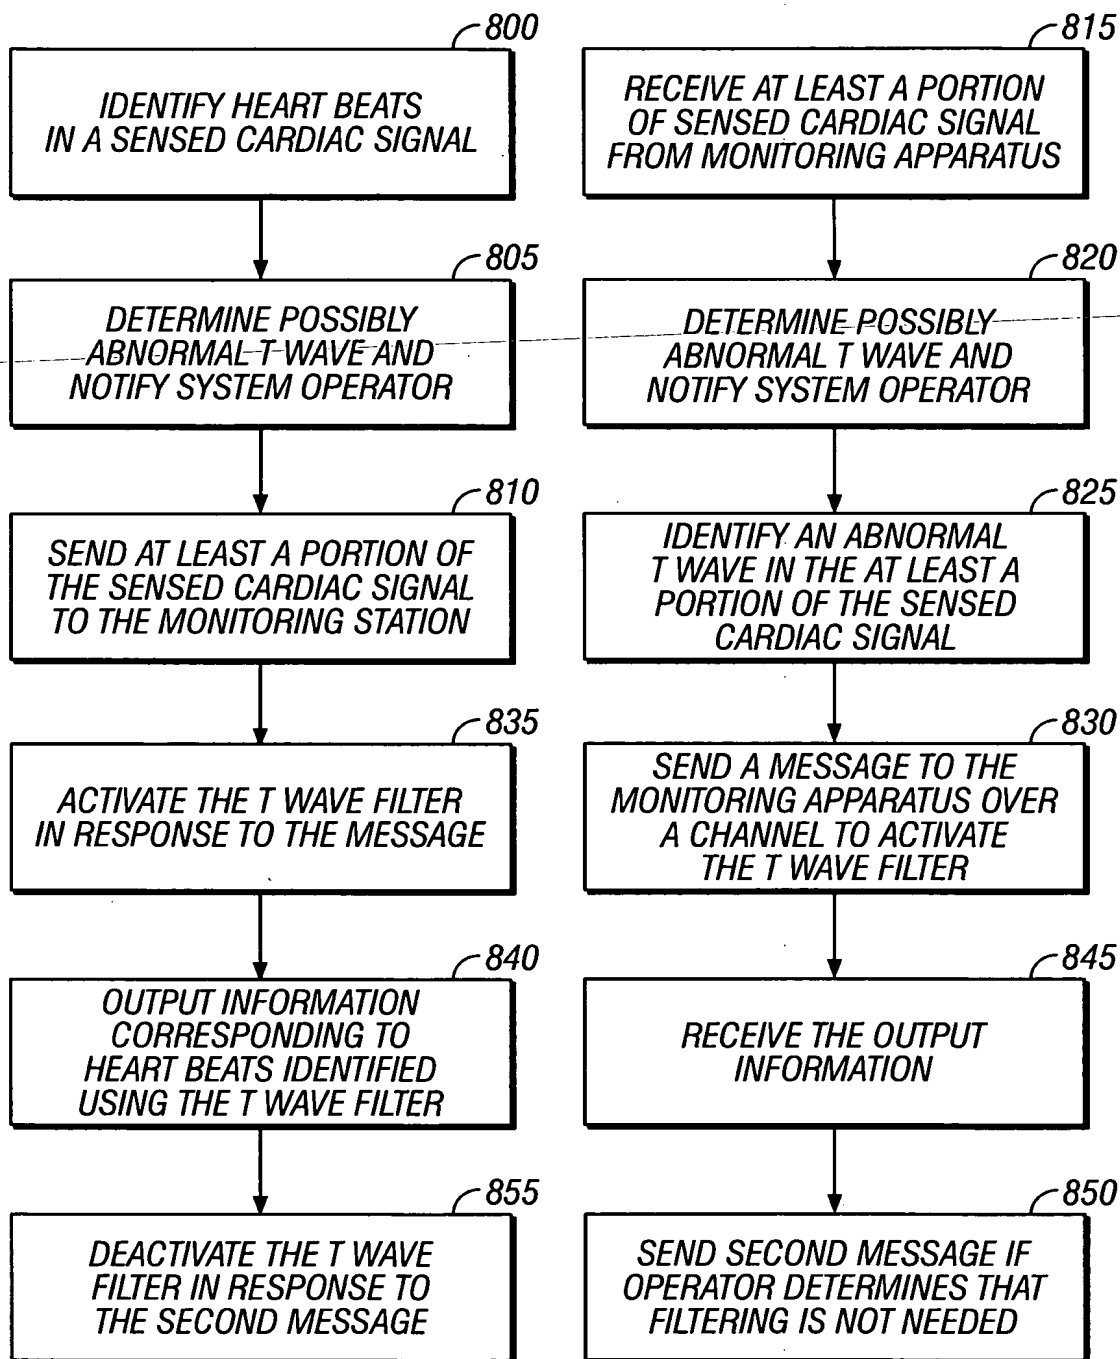 800
IDENTIFY HEART BEATS
IN A SENSED CARDIAC SIGNAL
805
DETERMINE POSSIBLY
ABNORMAL T WAVE AND
NOTIFY SYSTEM OPERATOR
810
SEND AT LEAST A PORTION OF
THE SENSED CARDIAC SIGNAL
TO THE MONITORING STATION
835
ACTIVATE THE T WAVE FILTER
IN RESPONSE TO THE MESSAGE
840
OUTPUT INFORMATION
CORRESPONDING TO
HEART BEATS IDENTIFIED
USING THE T WAVE FILTER
855
DEACTIVATE THE T WAVE
FILTER IN RESPONSE TO
THE SECOND MESSAGE
815
RECEIVE AT LEAST A PORTION
OF SENSED CARDIAC SIGNAL
FROM MONITORING APPARATUS
820
DETERMINE POSSIBLY
ABNORMAL T WAVE AND
NOTIFY SYSTEM OPERATOR
825
IDENTIFY AN ABNORMAL
T WAVE IN THE AT LEAST A
PORTION OF THE SENSED
CARDIAC SIGNAL
830
SEND A MESSAGE TO THE
MONITORING APPARATUS OVER
A CHANNEL TO ACTIVATE
THE T WAVE FILTER
845
RECEIVE THE OUTPUT
INFORMATION
850
SEND SECOND MESSAGE IF
OPERATOR DETERMINES THAT
FILTERING IS NOT NEEDED